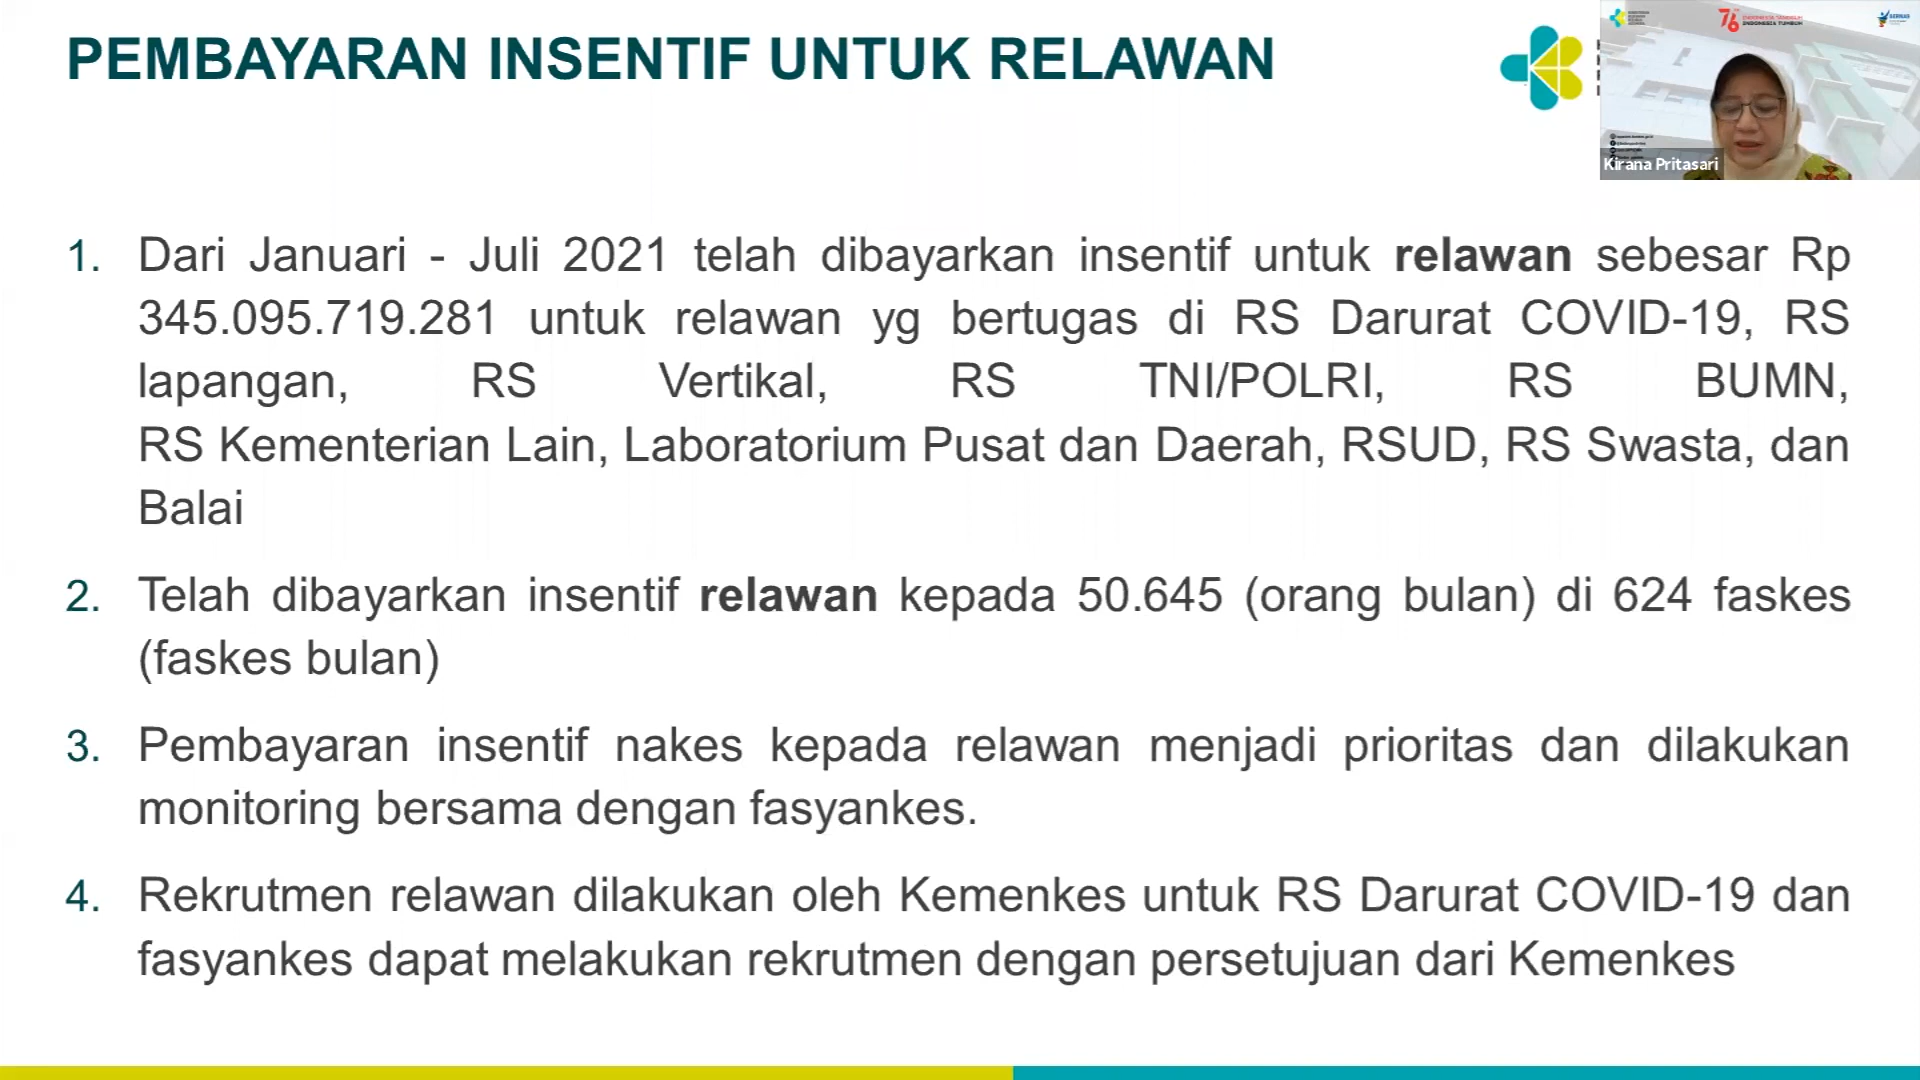 PEMBAYARAN INSENTIF UNTUK RELAWAN
INDONESIA TUMBUH
Kirana Pritasari
1. Dari Januari - Juli 2021 telah dibayarkan insentif untuk relawan sebesar Rp
345.095.719.281 untuk relawan yg bertugas di RS Darurat COVID-19, RS
lapangan, RS Vertikal, RS TNI/POLRI, RS BUMN,
RS Kementerian Lain, Laboratorium Pusat dan Daerah, RSUD, RS Swasta, dan
Balai
2. Telah dibayarkan insentif relawan kepada 50.645 (orang bulan) di 624 faskes
(faskes bulan)
3. Pembayaran insentif nakes kepada relawan menjadi prioritas dan dilakukan
monitoring bersama dengan fasyankes.
4. Rekrutmen relawan dilakukan oleh Kemenkes untuk RS Darurat COVID-19 dan
fasyankes dapat melakukan rekrutmen dengan persetujuan dari Kemenkes